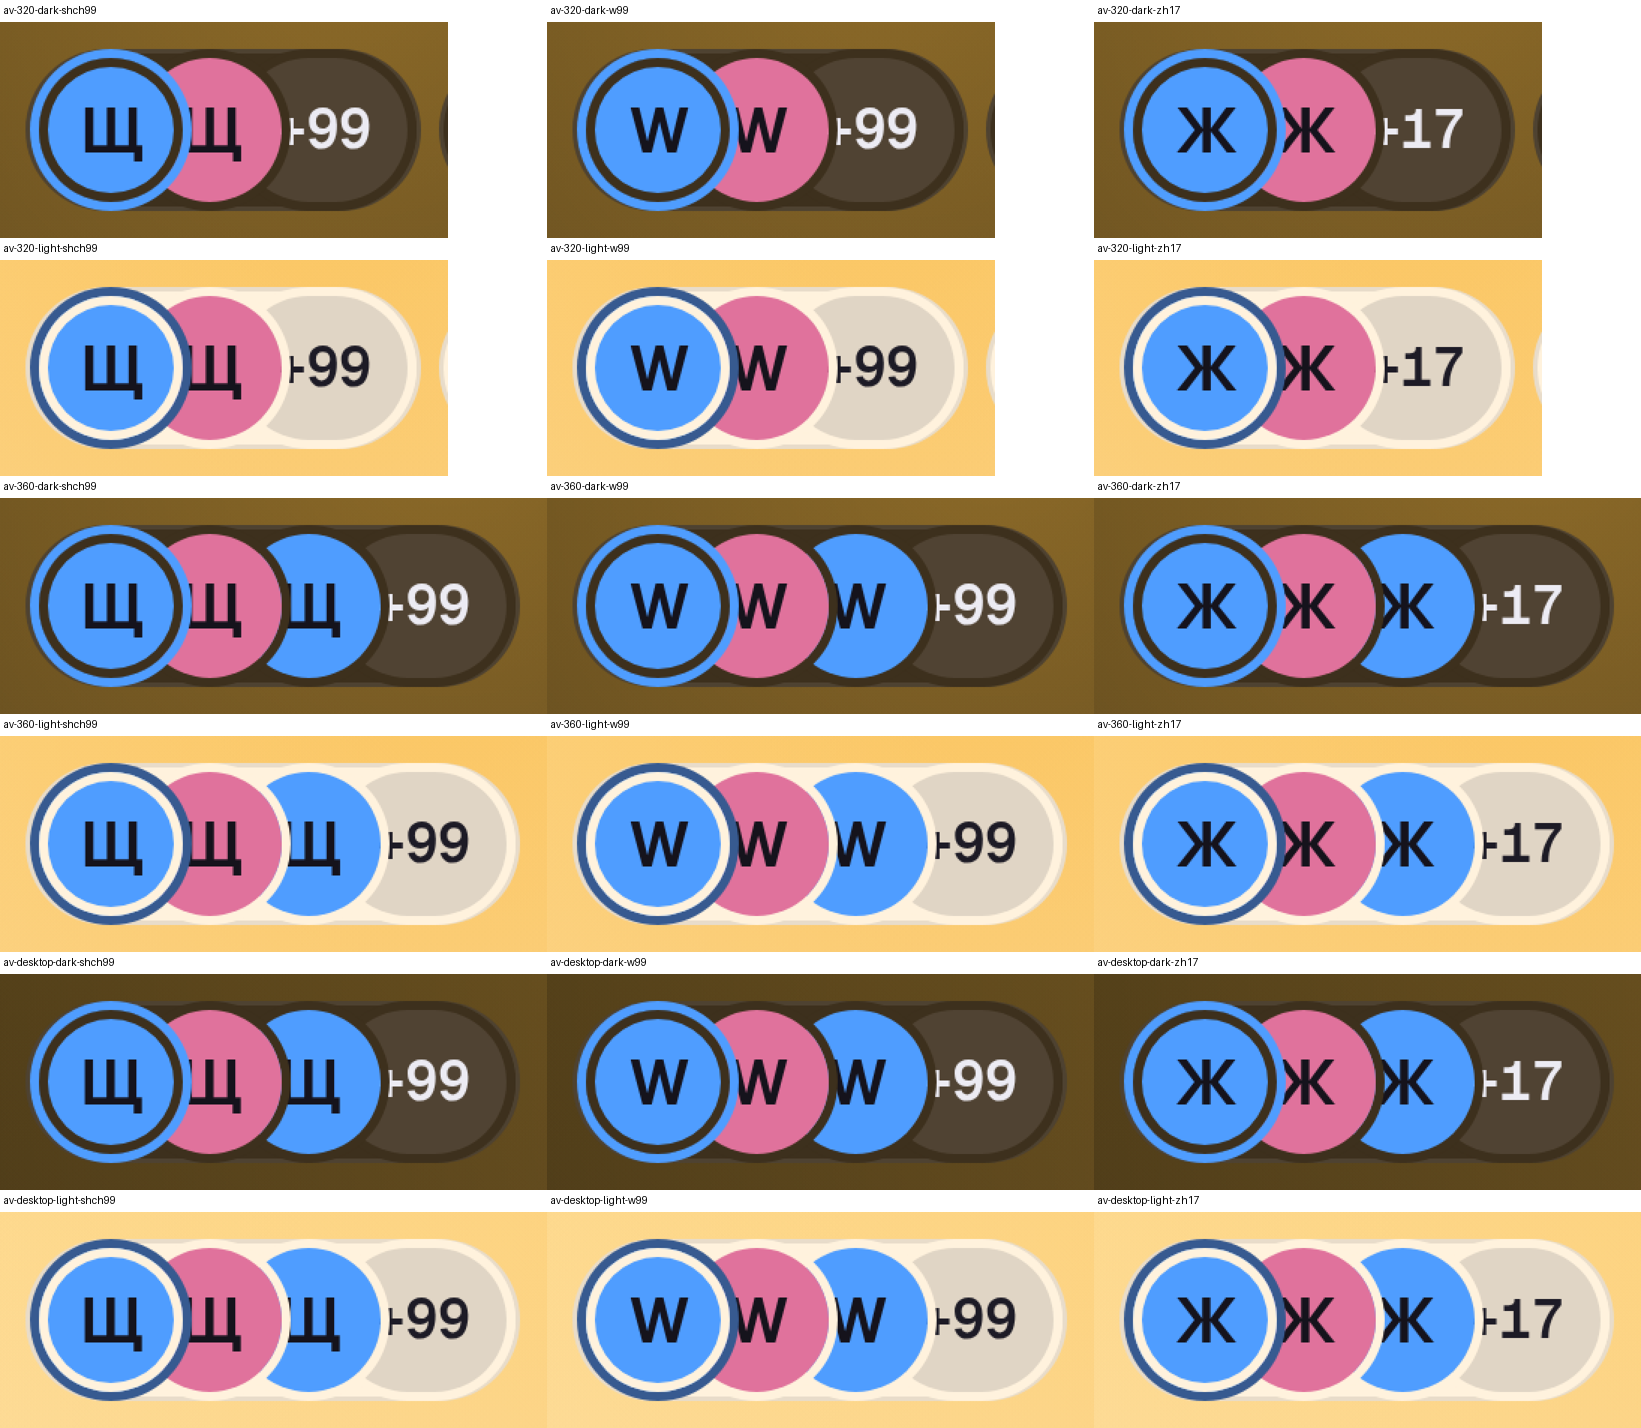 av-320-dark-shch99 av-320-dark-w99 av-320-dark-zh17
Щ Щ +99 W W +99 Ж Ж +17
av-320-light-shch99 av-320-light-w99 av-320-light-zh17
Щ Щ +99 W W +99 Ж Ж +17
av-360-dark-shch99 av-360-dark-w99 av-360-dark-zh17
Щ Щ Щ +99 W W W +99 Ж Ж Ж +17
av-360-light-shch99 av-360-light-w99 av-360-light-zh17
Щ Щ Щ +99 W W W +99 Ж Ж Ж +17
av-desktop-dark-shch99 av-desktop-dark-w99 av-desktop-dark-zh17
Щ Щ Щ +99 W W W +99 Ж Ж Ж +17
av-desktop-light-shch99 av-desktop-light-w99 av-desktop-light-zh17
Щ Щ Щ +99 W W W +99 Ж Ж Ж +17